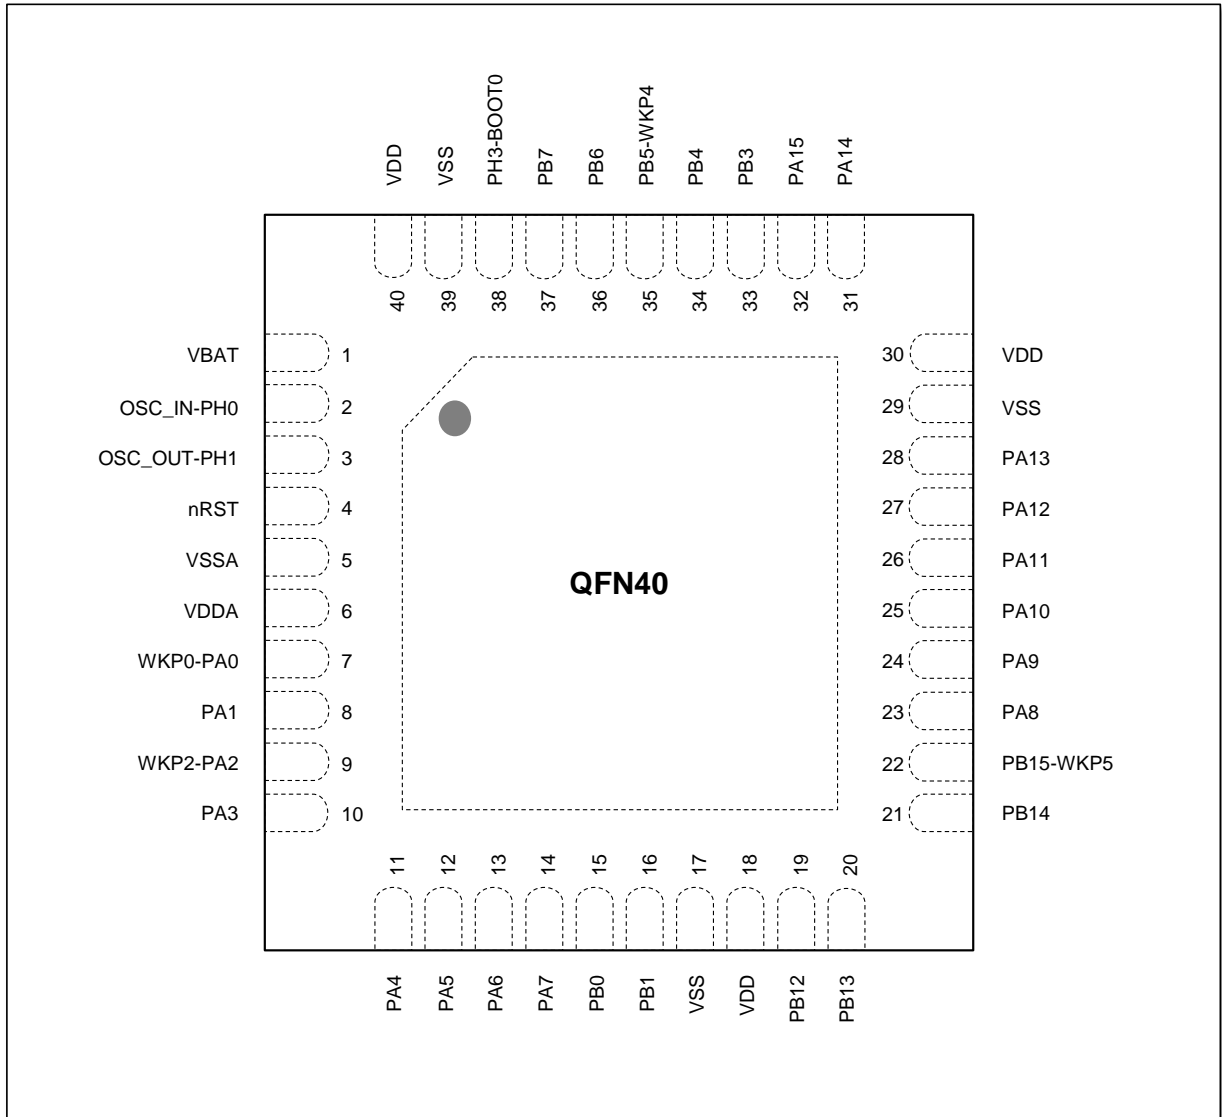 VDD
VSS
PH3-BOOT0
PB7
PB6
PB5-WKP4
PB4
PB3
PA15
PA14
40
39
38
37
36
35
34
33
32
31
VBAT 1
OSC_IN-PH0 2
OSC_OUT-PH1 3
nRST 4
VSSA 5
VDDA 6
WKP0-PA0 7
PA1 8
WKP2-PA2 9
PA3 10
QFN40
30 VDD
29 VSS
28 PA13
27 PA12
26 PA11
25 PA10
24 PA9
23 PA8
22 PB15-WKP5
21 PB14
11
12
13
14
15
16
17
18
19
20
PA4
PA5
PA6
PA7
PB0
PB1
VSS
VDD
PB12
PB13